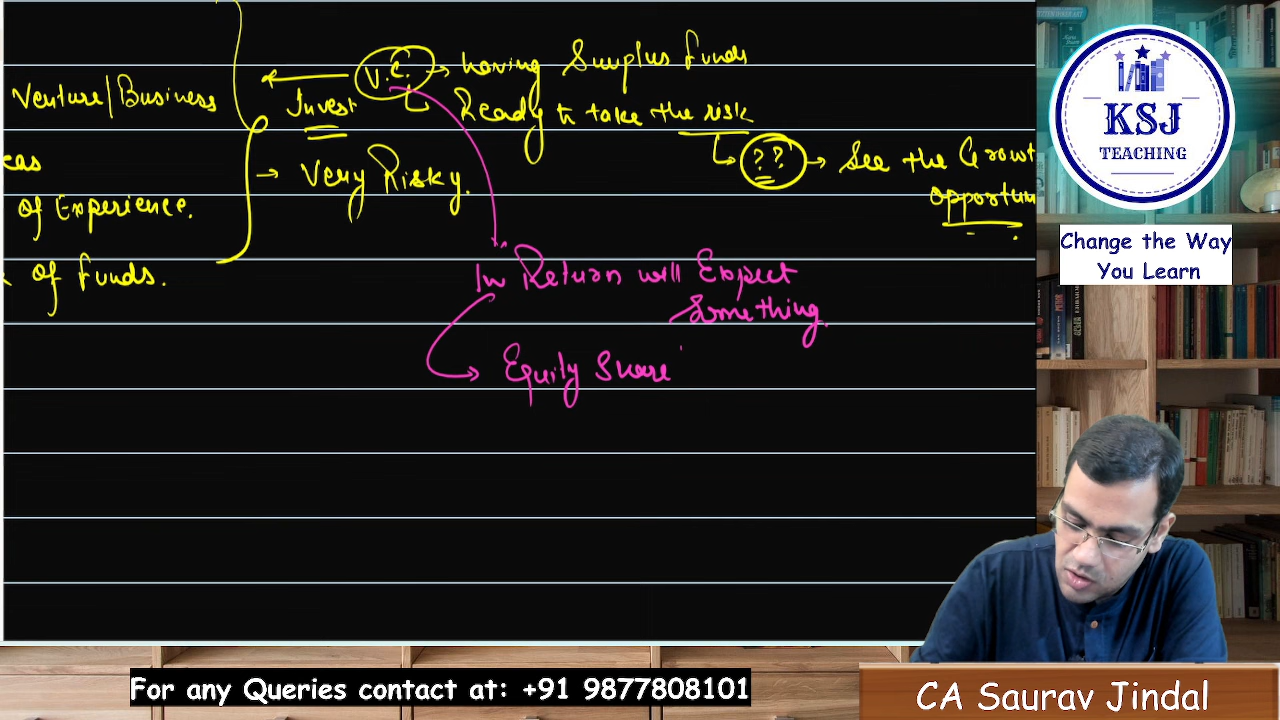 V.C. → having Surplus funds
Venture/Business
Invest
Ready to take the risk
?? → See the Growt
eas
→ Very Risky.
opportun
of Experience.
of funds.
In Return will Expect
Something.
Equity Share
KSJ
TEACHING
Change the Way
You Learn
For any Queries contact at: +91 9877808101
CA Saurav Jindal